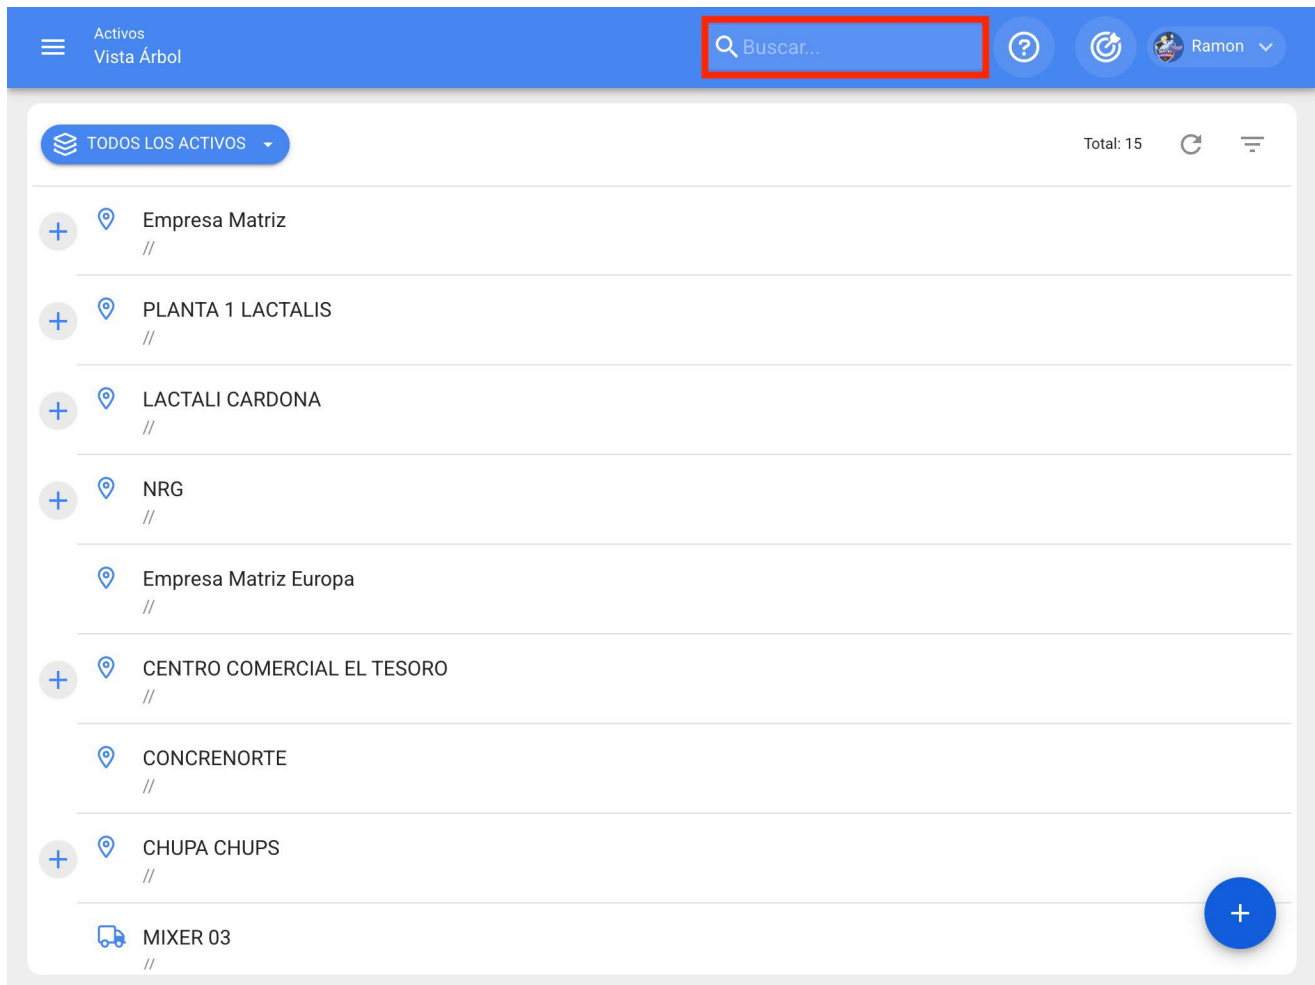 Activos
Vista Árbol
Buscar...
Ramon
TODOS LOS ACTIVOS
Total: 15
Empresa Matriz
//
PLANTA 1 LACTALIS
//
LACTALI CARDONA
//
NRG
//
Empresa Matriz Europa
//
CENTRO COMERCIAL EL TESORO
//
CONCRENORTE
//
CHUPA CHUPS
//
MIXER 03
//